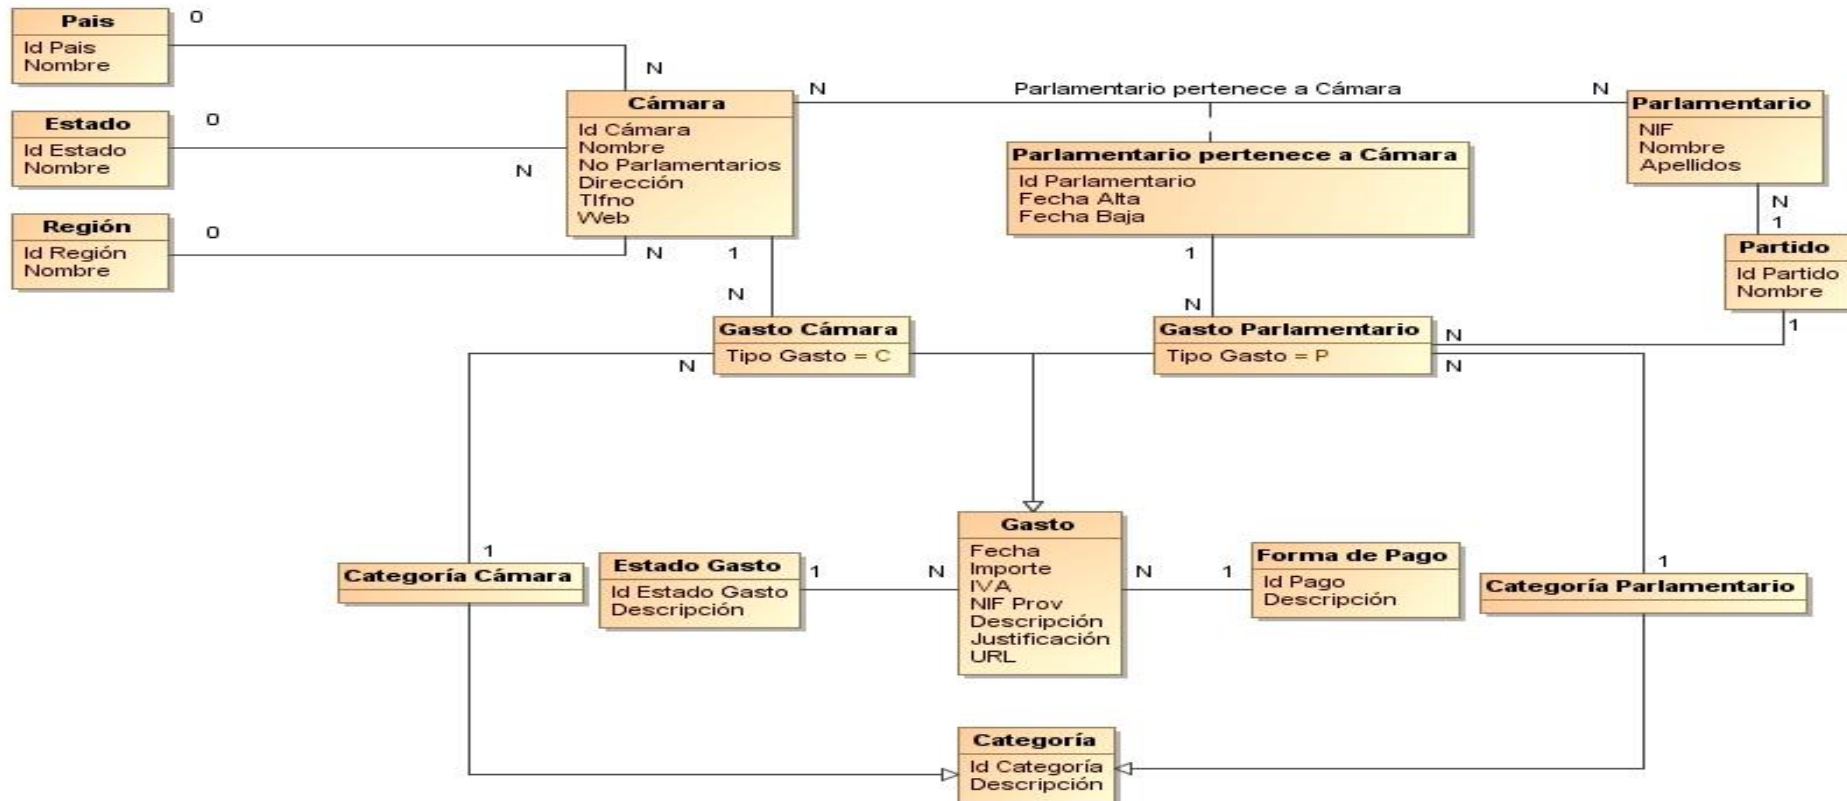 Pais
Id Pais
Nombre
0
N
Estado
Id Estado
Nombre
0
N
Región
Id Región
Nombre
0
N
Cámara
Id Cámara
Nombre
No Parlamentarios
Dirección
Tlfno
Web
N
Parlamentario pertenece a Cámara
N
Parlamentario
NIF
Nombre
Apellidos
Parlamentario pertenece a Cámara
Id Parlamentario
Fecha Alta
Fecha Baja
N
1
Partido
Id Partido
Nombre
1
1
N
1
N
Gasto Cámara
Tipo Gasto = C
N
Gasto Parlamentario
Tipo Gasto = P
N
N
1
Categoría Cámara
Estado Gasto
Id Estado Gasto
Descripción
1
N
Gasto
Fecha
Importe
IVA
NIF Prov
Descripción
Justificación
URL
N
1
Forma de Pago
Id Pago
Descripción
1
Categoría Parlamentario
Categoría
Id Categoría
Descripción